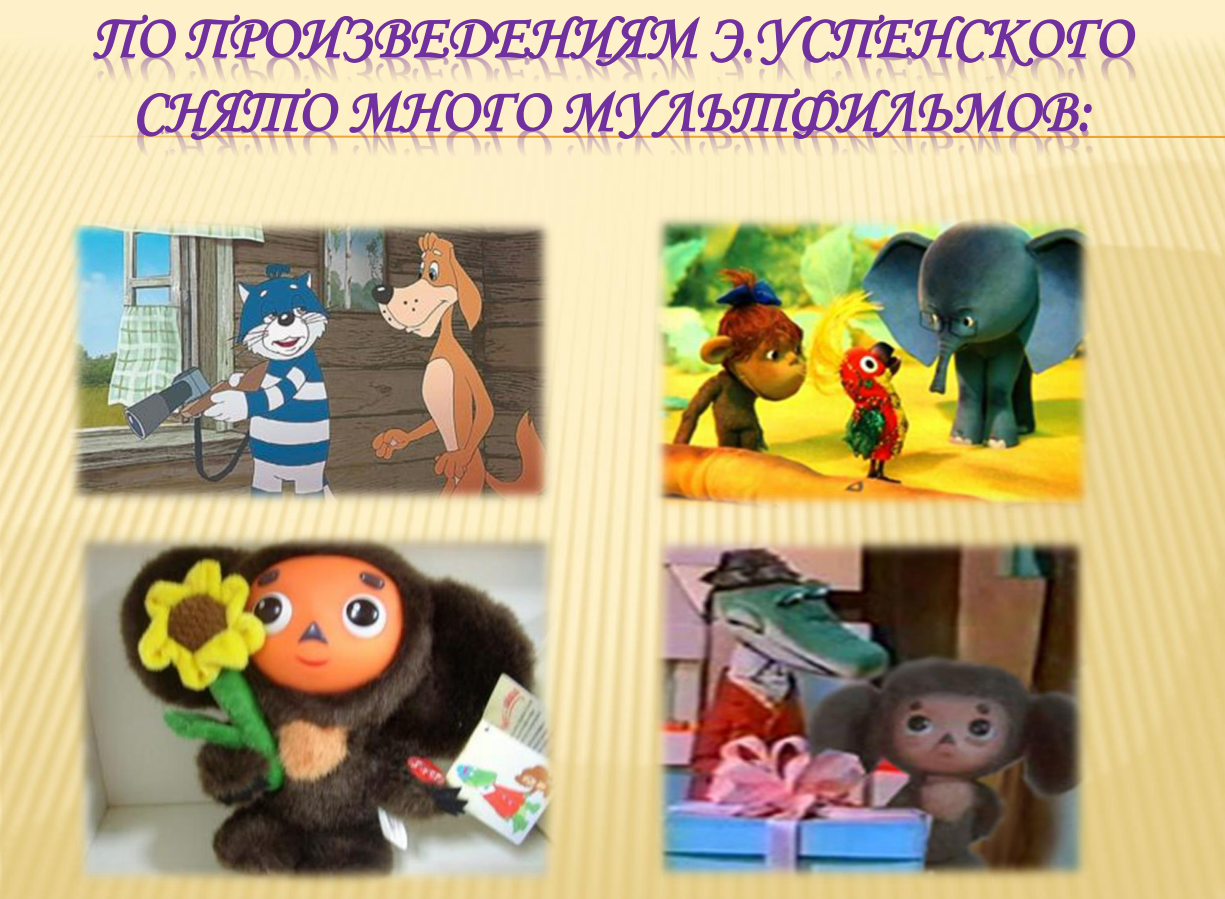 ПО ПРОИЗВЕДЕНИЯМ Э.УСПЕНСКОГО
СНЯТО МНОГО МУЛЬТФИЛЬМОВ: